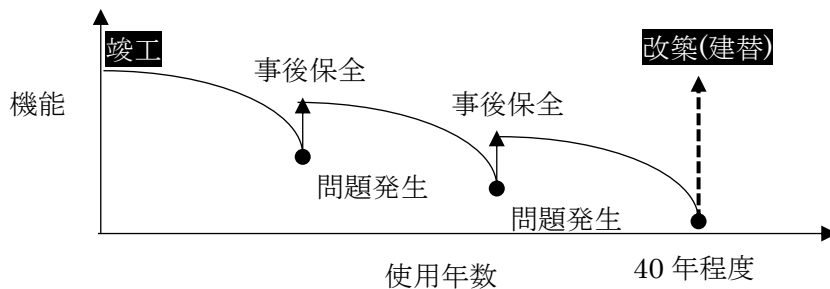 竣工
改築(建替)
事後保全
事後保全
機能
問題発生
問題発生
使用年数
40 年程度